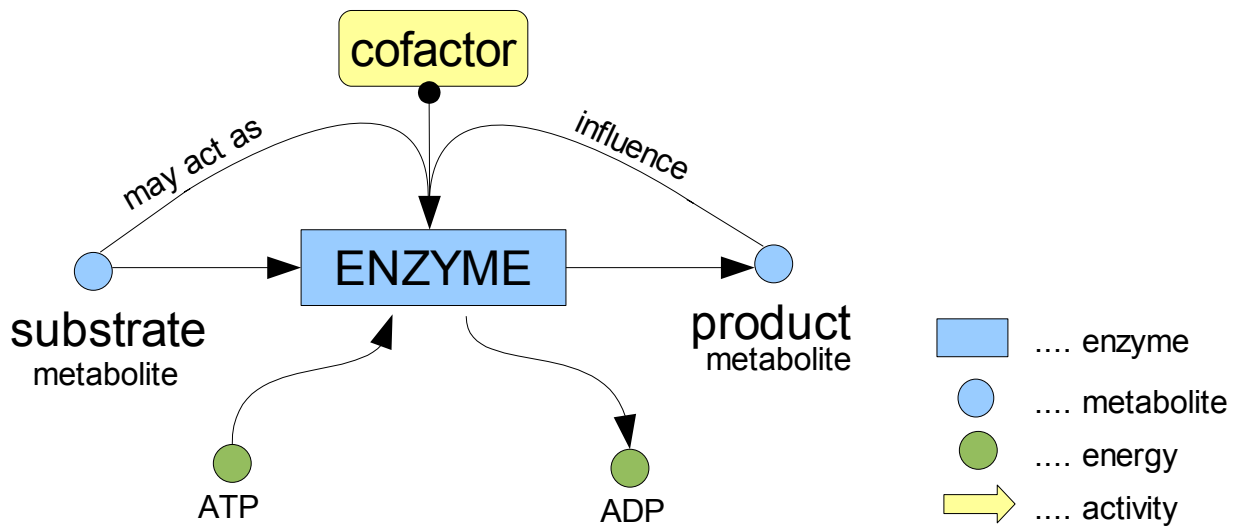 cofactor
may act as
influence
ENZYME
substrate
metabolite
product
metabolite
ATP
ADP
.... enzyme
.... metabolite
.... energy
.... activity